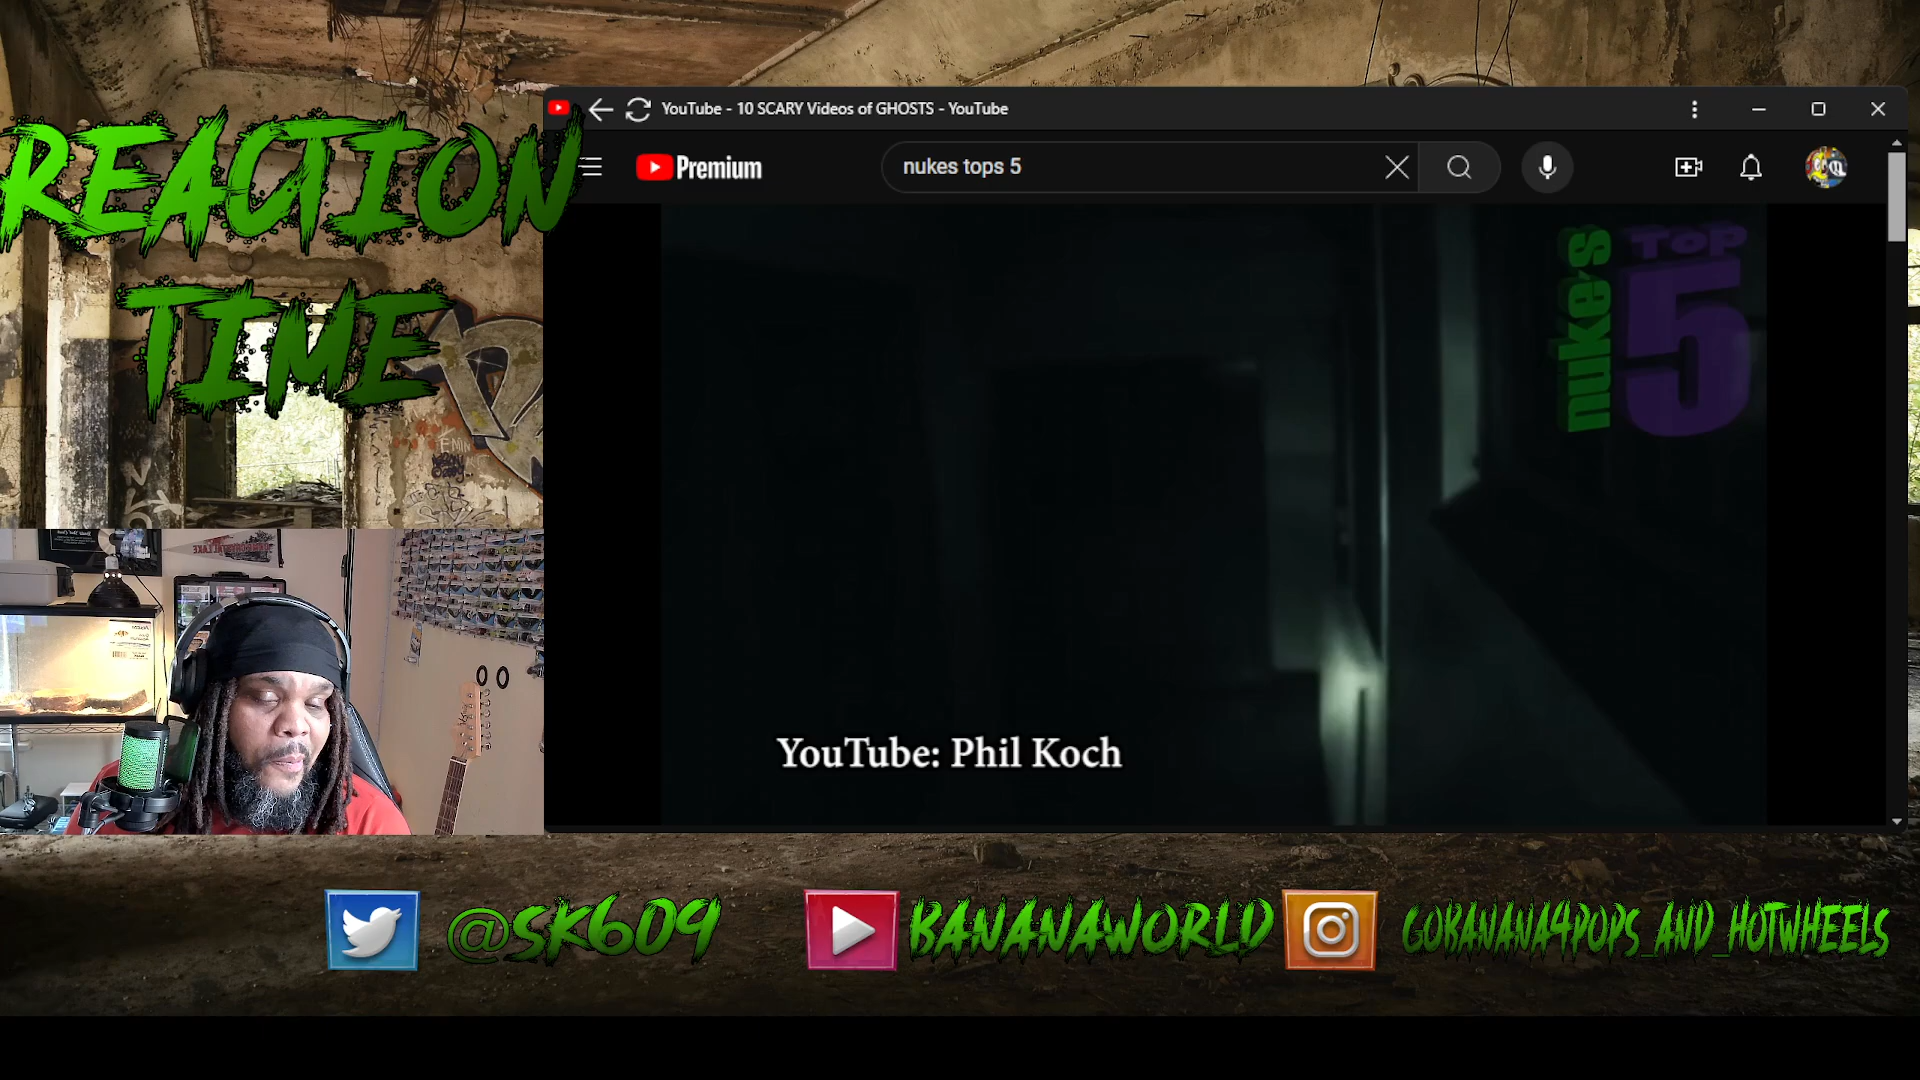 REACTION
TIME
YouTube - 10 SCARY Videos of GHOSTS - YouTube
Premium
nukes tops 5
nuke's
Top
5
YouTube: Phil Koch
@SK609
BANANAWORLD
GOBANANA4POPS_AND_HOTWHEELS